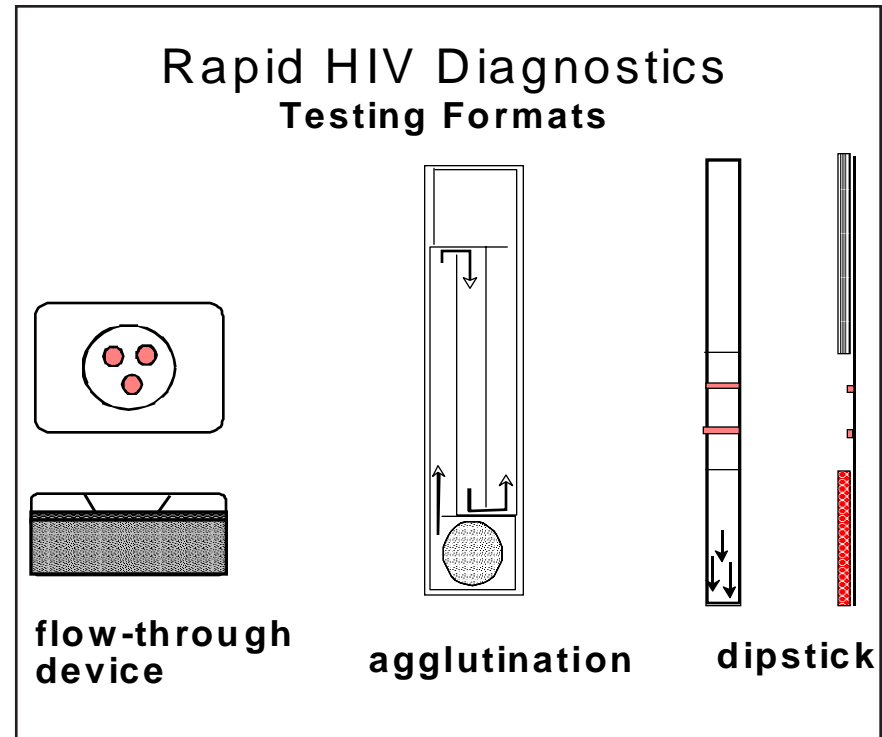 Rapid HIV Diagnostics
Testing Formats
flow-through
device
agglutination
dipstick